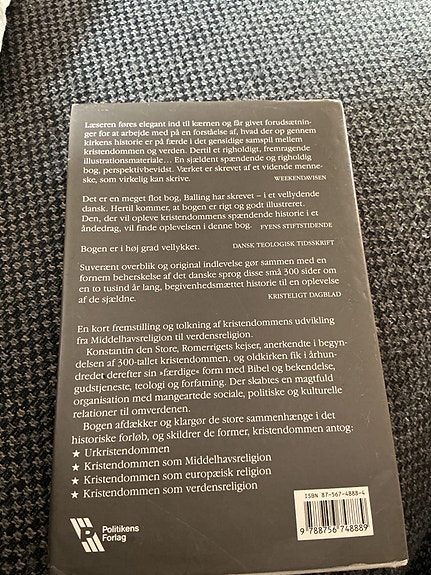 Læseren føres elegant ind til kærnen og får givet forudsætnin-
ger for at arbejde med på en forståelse af, hvad der op gennem
kirkens historie er på færde i det gensidige samspil mellem
kristendommen og verden. Dertil et righoldigt, fremragende
illustrationsmateriale... En sjældent spændende og righoldig
bog, perspektivbevidst. Værket er skrevet af en vidende menne-
ske, som virkelig kan skrive.
WEEKENDAVISEN
Det er en meget flot bog, Balling har skrevet – i et vellydende
dansk. Hertil kommer, at bogen er rigt og godt illustreret.
Den, der vil opleve kristendommens spændende historie i et
åndedrag, vil finde oplevelsen i denne bog.
FYENS STIFTSTIDENDE
Bogen er i høj grad vellykket.
DANSK TEOLOGISK TIDSSKRIFT
Suverænt overblik og original indlevelse gør sammen med en
fornem beherskelse af det danske sprog disse små 300 sider om
en to tusind år lang, begivenhedsmættet historie til en oplevelse
af de sjældne.
KRISTELIGT DAGBLAD
En kort fremstilling og tolkning af kristendommens udvikling
fra Middelhavsreligion til verdensreligion.
Konstantin den Store, Romerrigets kejser, anerkendte i begyn-
delsen af 300-tallet kristendommen, og oldkirken fik i århun-
dredet derefter sin »færdige« form med Bibel og bekendelse,
gudstjeneste, teologi og forfatning. Der skabtes en magtfuld
organisation med mangeartede sociale, politiske og kulturelle
relationer til omverdenen.
Bogen afdækker og klargør de store sammenhænge i det
historiske forløb, og skildrer de former, kristendommen antog:
★ Urkristendommen
★ Kristendommen som Middelhavsreligion
★ Kristendommen som europæisk religion
★ Kristendommen som verdensreligion
Politikens
Forlag
ISBN 87-567-4888-4
9 788756 748889